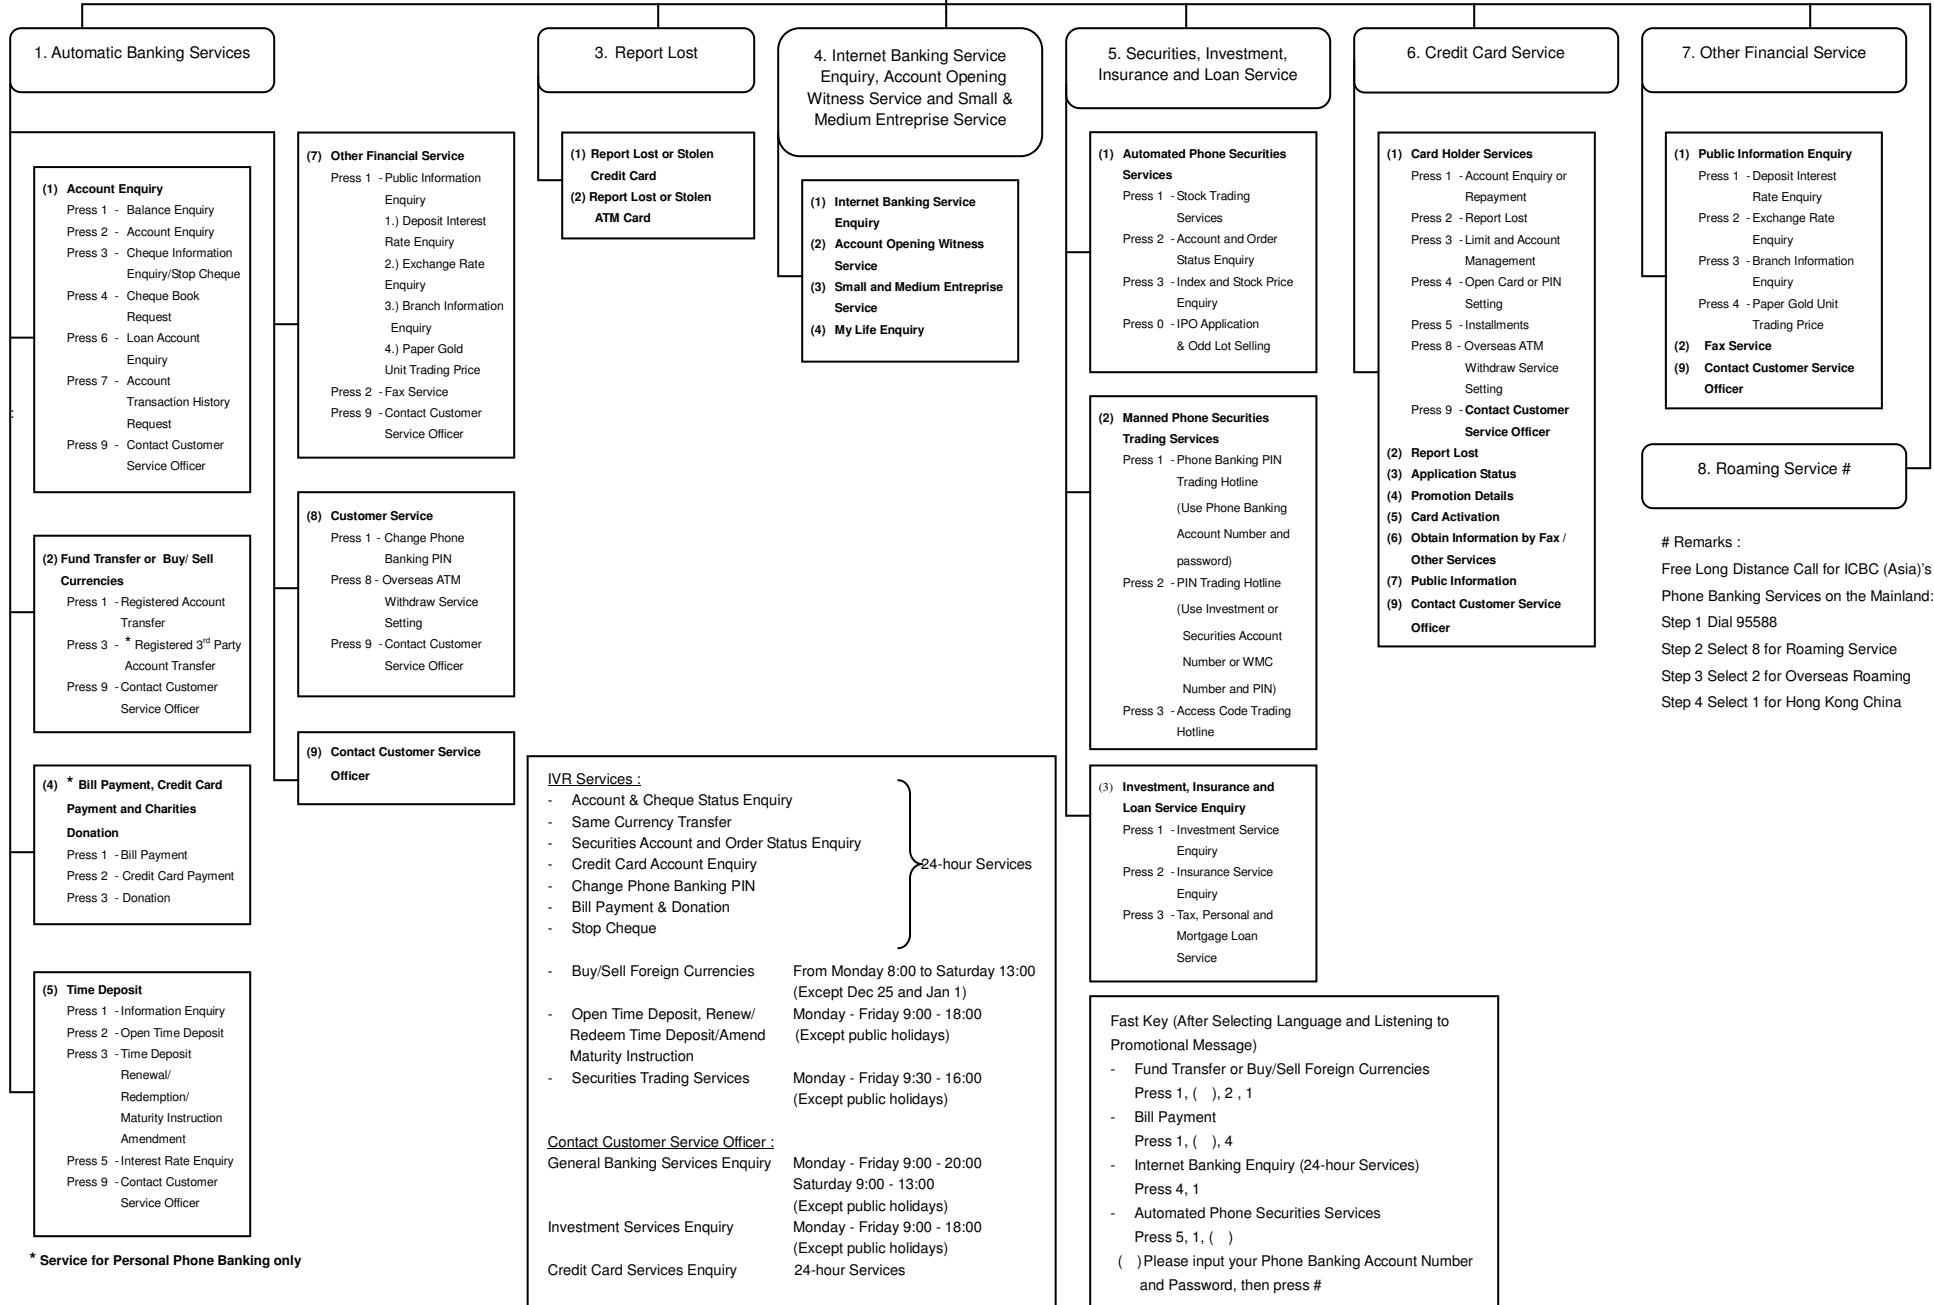 1. Automatic Banking Services
(1) Account Enquiry
Press 1 - Balance Enquiry
Press 2 - Account Enquiry
Press 3 - Cheque Information
Enquiry/Stop Cheque
Press 4 - Cheque Book
Request
Press 6 - Loan Account
Enquiry
Press 7 - Account
Transaction History
Request
Press 9 - Contact Customer
Service Officer
:
(2) Fund Transfer or Buy/ Sell
Currencies
Press 1 - Registered Account
Transfer
Press 3 - * Registered 3rd Party
Account Transfer
Press 9 - Contact Customer
Service Officer
(4) * Bill Payment, Credit Card
Payment and Charities
Donation
Press 1 - Bill Payment
Press 2 - Credit Card Payment
Press 3 - Donation
(5) Time Deposit
Press 1 - Information Enquiry
Press 2 - Open Time Deposit
Press 3 - Time Deposit
Renewal/
Redemption/
Maturity Instruction
Amendment
Press 5 - Interest Rate Enquiry
Press 9 - Contact Customer
Service Officer
* Service for Personal Phone Banking only
(7) Other Financial Service
Press 1 - Public Information
Enquiry
1.) Deposit Interest
Rate Enquiry
2.) Exchange Rate
Enquiry
3.) Branch Information
Enquiry
4.) Paper Gold
Unit Trading Price
Press 2 - Fax Service
Press 9 - Contact Customer
Service Officer
(8) Customer Service
Press 1 - Change Phone
Banking PIN
Press 8 - Overseas ATM
Withdraw Service
Setting
Press 9 - Contact Customer
Service Officer
(9) Contact Customer Service
Officer
3. Report Lost
(1) Report Lost or Stolen
Credit Card
(2) Report Lost or Stolen
ATM Card
4. Internet Banking Service
Enquiry, Account Opening
Witness Service and Small &
Medium Entreprise Service
(1) Internet Banking Service
Enquiry
(2) Account Opening Witness
Service
(3) Small and Medium Entreprise
Service
(4) My Life Enquiry
IVR Services :
- Account & Cheque Status Enquiry
- Same Currency Transfer
- Securities Account and Order Status Enquiry
- Credit Card Account Enquiry 24-hour Services
- Change Phone Banking PIN
- Bill Payment & Donation
- Stop Cheque
- Buy/Sell Foreign Currencies From Monday 8:00 to Saturday 13:00
(Except Dec 25 and Jan 1)
- Open Time Deposit, Renew/ Monday - Friday 9:00 - 18:00
Redeem Time Deposit/Amend (Except public holidays)
Maturity Instruction
- Securities Trading Services Monday - Friday 9:30 - 16:00
(Except public holidays)
Contact Customer Service Officer :
General Banking Services Enquiry Monday - Friday 9:00 - 20:00
Saturday 9:00 - 13:00
(Except public holidays)
Investment Services Enquiry Monday - Friday 9:00 - 18:00
(Except public holidays)
Credit Card Services Enquiry 24-hour Services
5. Securities, Investment,
Insurance and Loan Service
(1) Automated Phone Securities
Services
Press 1 - Stock Trading
Services
Press 2 - Account and Order
Status Enquiry
Press 3 - Index and Stock Price
Enquiry
Press 0 - IPO Application
& Odd Lot Selling
(2) Manned Phone Securities
Trading Services
Press 1 - Phone Banking PIN
Trading Hotline
(Use Phone Banking
Account Number and
password)
Press 2 - PIN Trading Hotline
(Use Investment or
Securities Account
Number or WMC
Number and PIN)
Press 3 - Access Code Trading
Hotline
(3) Investment, Insurance and
Loan Service Enquiry
Press 1 - Investment Service
Enquiry
Press 2 - Insurance Service
Enquiry
Press 3 - Tax, Personal and
Mortgage Loan
Service
Fast Key (After Selecting Language and Listening to
Promotional Message)
- Fund Transfer or Buy/Sell Foreign Currencies
Press 1, ( ), 2 , 1
- Bill Payment
Press 1, ( ), 4
- Internet Banking Enquiry (24-hour Services)
Press 4, 1
- Automated Phone Securities Services
Press 5, 1, ( )
( ) Please input your Phone Banking Account Number
and Password, then press #
6. Credit Card Service
(1) Card Holder Services
Press 1 - Account Enquiry or
Repayment
Press 2 - Report Lost
Press 3 - Limit and Account
Management
Press 4 - Open Card or PIN
Setting
Press 5 - Installments
Press 8 - Overseas ATM
Withdraw Service
Setting
Press 9 - Contact Customer
Service Officer
(2) Report Lost
(3) Application Status
(4) Promotion Details
(5) Card Activation
(6) Obtain Information by Fax /
Other Services
(7) Public Information
(9) Contact Customer Service
Officer
7. Other Financial Service
(1) Public Information Enquiry
Press 1 - Deposit Interest
Rate Enquiry
Press 2 - Exchange Rate
Enquiry
Press 3 - Branch Information
Enquiry
Press 4 - Paper Gold Unit
Trading Price
(2) Fax Service
(9) Contact Customer Service
Officer
8. Roaming Service #
# Remarks :
Free Long Distance Call for ICBC (Asia)'s
Phone Banking Services on the Mainland:
Step 1 Dial 95588
Step 2 Select 8 for Roaming Service
Step 3 Select 2 for Overseas Roaming
Step 4 Select 1 for Hong Kong China